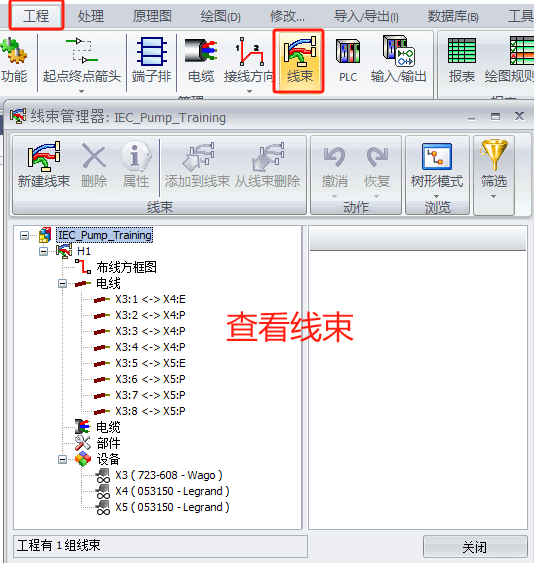 工程 处理 原理图 绘图(D) 修改... 导入/导出(I) 数据库(B) 工具
功能 起点终点箭头 端子排 电缆 接线方向 线束 PLC 输入/输出 报表 绘图规则
线束管理器: IEC_Pump_Training
新建线束 删除 属性 添加到线束 从线束删除 撤消 恢复 树形模式 筛选
线束 动作 浏览
IEC_Pump_Training
H1
布线方框图
电线
X3:1 <-> X4:E
X3:2 <-> X4:P
X3:3 <-> X4:P
X3:4 <-> X4:P
X3:5 <-> X5:E
X3:6 <-> X5:P
X3:7 <-> X5:P
X3:8 <-> X5:P
查看线束
电缆
部件
设备
X3 ( 723-608 - Wago )
X4 ( 053150 - Legrand )
X5 ( 053150 - Legrand )
工程有 1 组线束
关闭